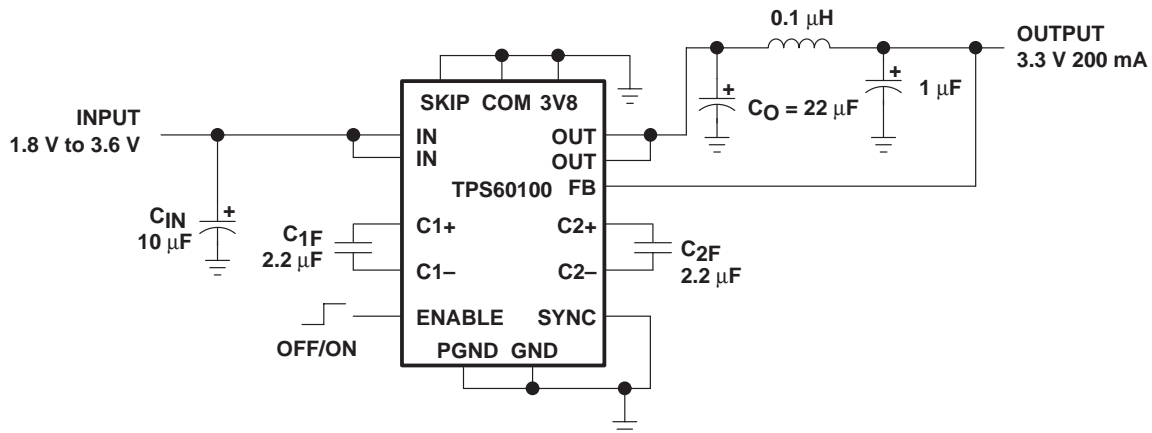 0.1 µH
OUTPUT
3.3 V 200 mA
+
+
1 µF
CO = 22 µF
SKIP COM 3V8
INPUT
1.8 V to 3.6 V
IN
OUT
IN
OUT
TPS60100 FB
CIN
+
10 µF
C1F
2.2 µF
C1+
C2+
C2F
2.2 µF
C1–
C2–
ENABLE
SYNC
OFF/ON
PGND GND